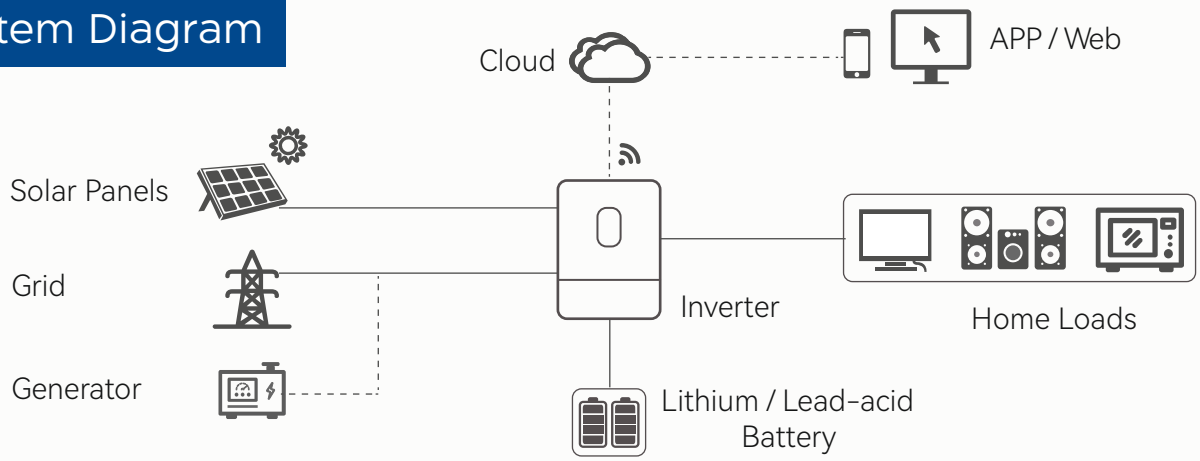 tem Diagram
Cloud
APP / Web
Solar Panels
Grid
Inverter
Home Loads
Generator
Lithium / Lead-acid
Battery